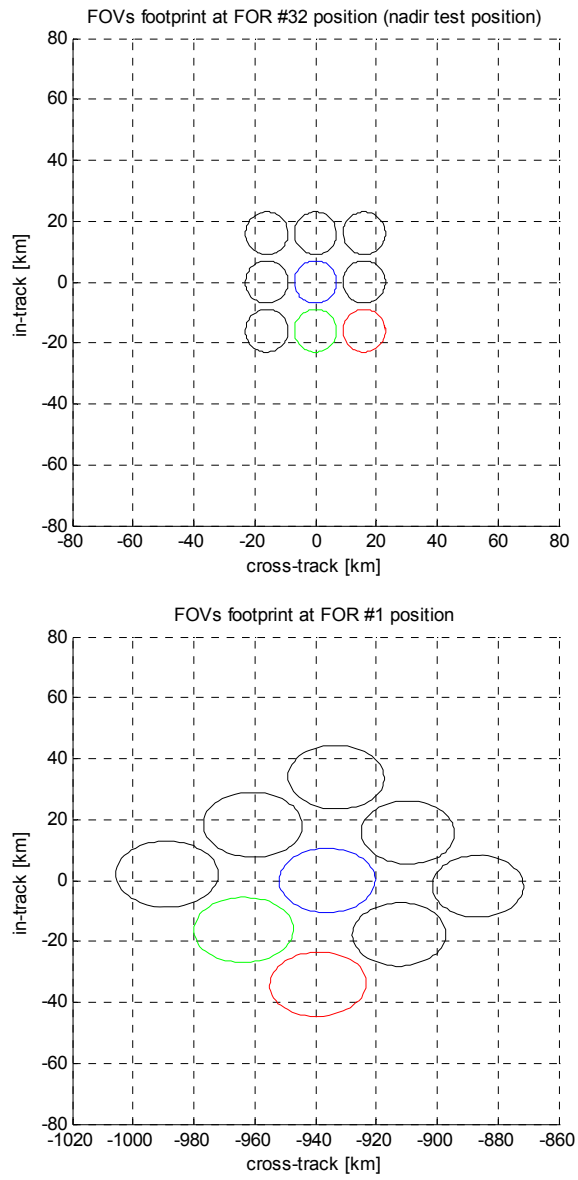 FOVs footprint at FOR #32 position (nadir test position)
80
60
40
20
0
-20
-40
-60
-80
in-track [km]
-80 -60 -40 -20 0 20 40 60 80
cross-track [km]
FOVs footprint at FOR #1 position
80
60
40
20
0
-20
-40
-60
-80
in-track [km]
-1020 -1000 -980 -960 -940 -920 -900 -880 -860
cross-track [km]